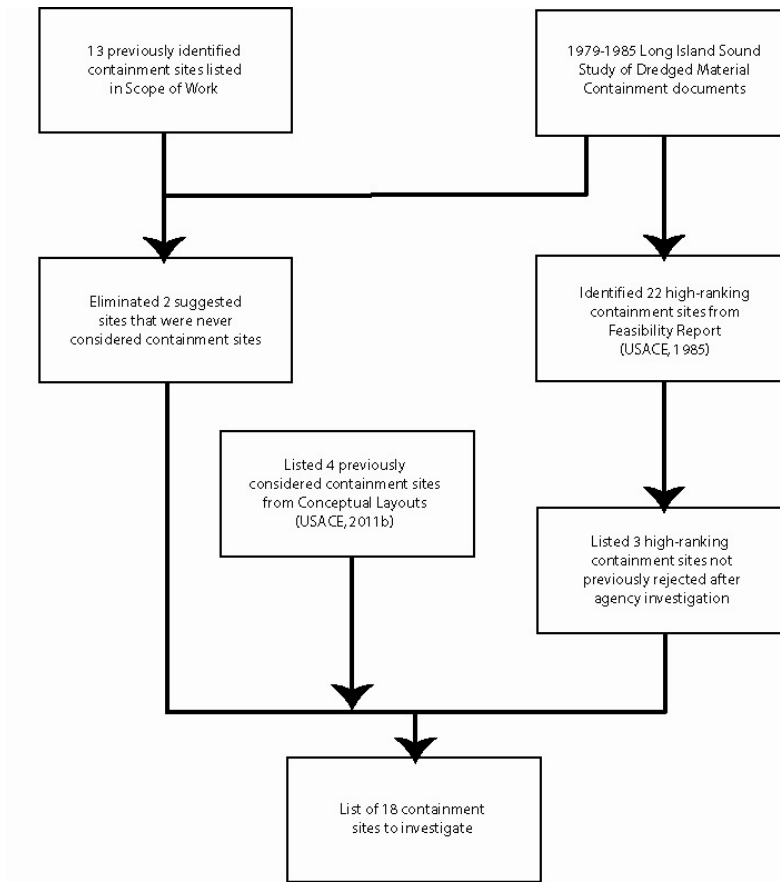 13 previously identified
containment sites listed
in Scope of Work
1979-1985 Long Island Sound
Study of Dredged Material
Containment documents
Eliminated 2 suggested
sites that were never
considered containment sites
Identified 22 high-ranking
containment sites from
Feasibility Report
(USACE, 1985)
Listed 4 previously
considered containment sites
from Conceptual Layouts
(USACE, 2011b)
Listed 3 high-ranking
containment sites not
previously rejected after
agency investigation
List of 18 containment
sites to investigate